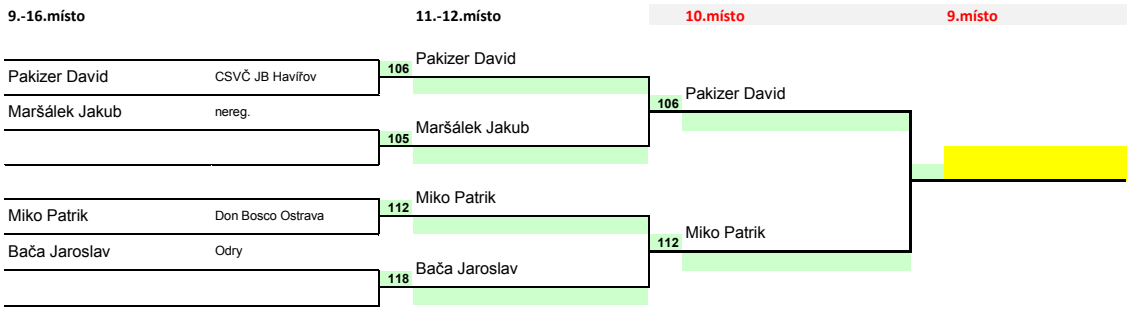 9.-16.místo 11.-12.místo 10.místo 9.místo
Pakizer David
Pakizer David CSVČ JB Havířov 106
Pakizer David
106
Maršálek Jakub nereg.
Maršálek Jakub
105
Miko Patrik
Miko Patrik Don Bosco Ostrava 112
Miko Patrik
112
Bača Jaroslav Odry
Bača Jaroslav
118